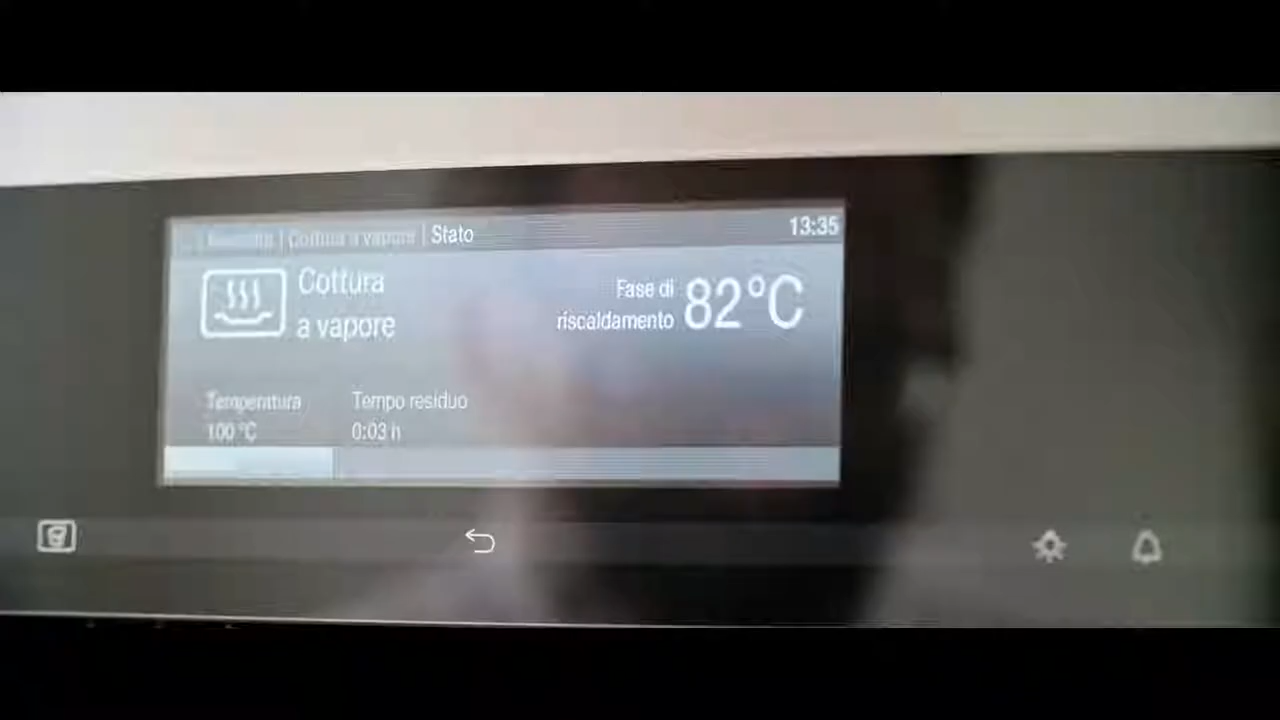 | Cottura a vapore | Stato
13:35
Cottura
a vapore
Fase di
riscaldamento
82°C
Temperatura
100 °C
Tempo residuo
0:03 h